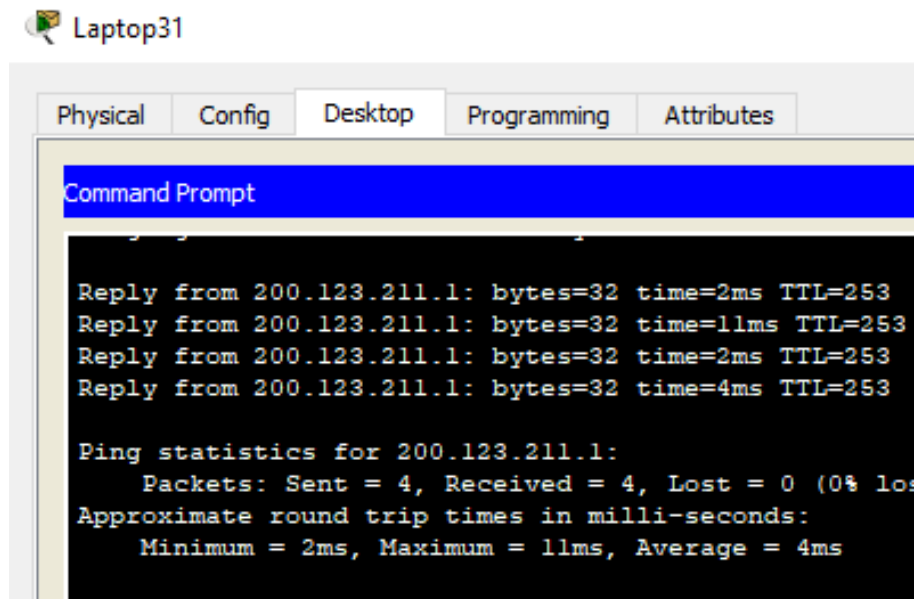 Laptop31
Physical Config Desktop Programming Attributes
Command Prompt
Reply from 200.123.211.1: bytes=32 time=2ms TTL=253
Reply from 200.123.211.1: bytes=32 time=11ms TTL=253
Reply from 200.123.211.1: bytes=32 time=2ms TTL=253
Reply from 200.123.211.1: bytes=32 time=4ms TTL=253
Ping statistics for 200.123.211.1:
Packets: Sent = 4, Received = 4, Lost = 0 (0% los
Approximate round trip times in milli-seconds:
Minimum = 2ms, Maximum = 11ms, Average = 4ms